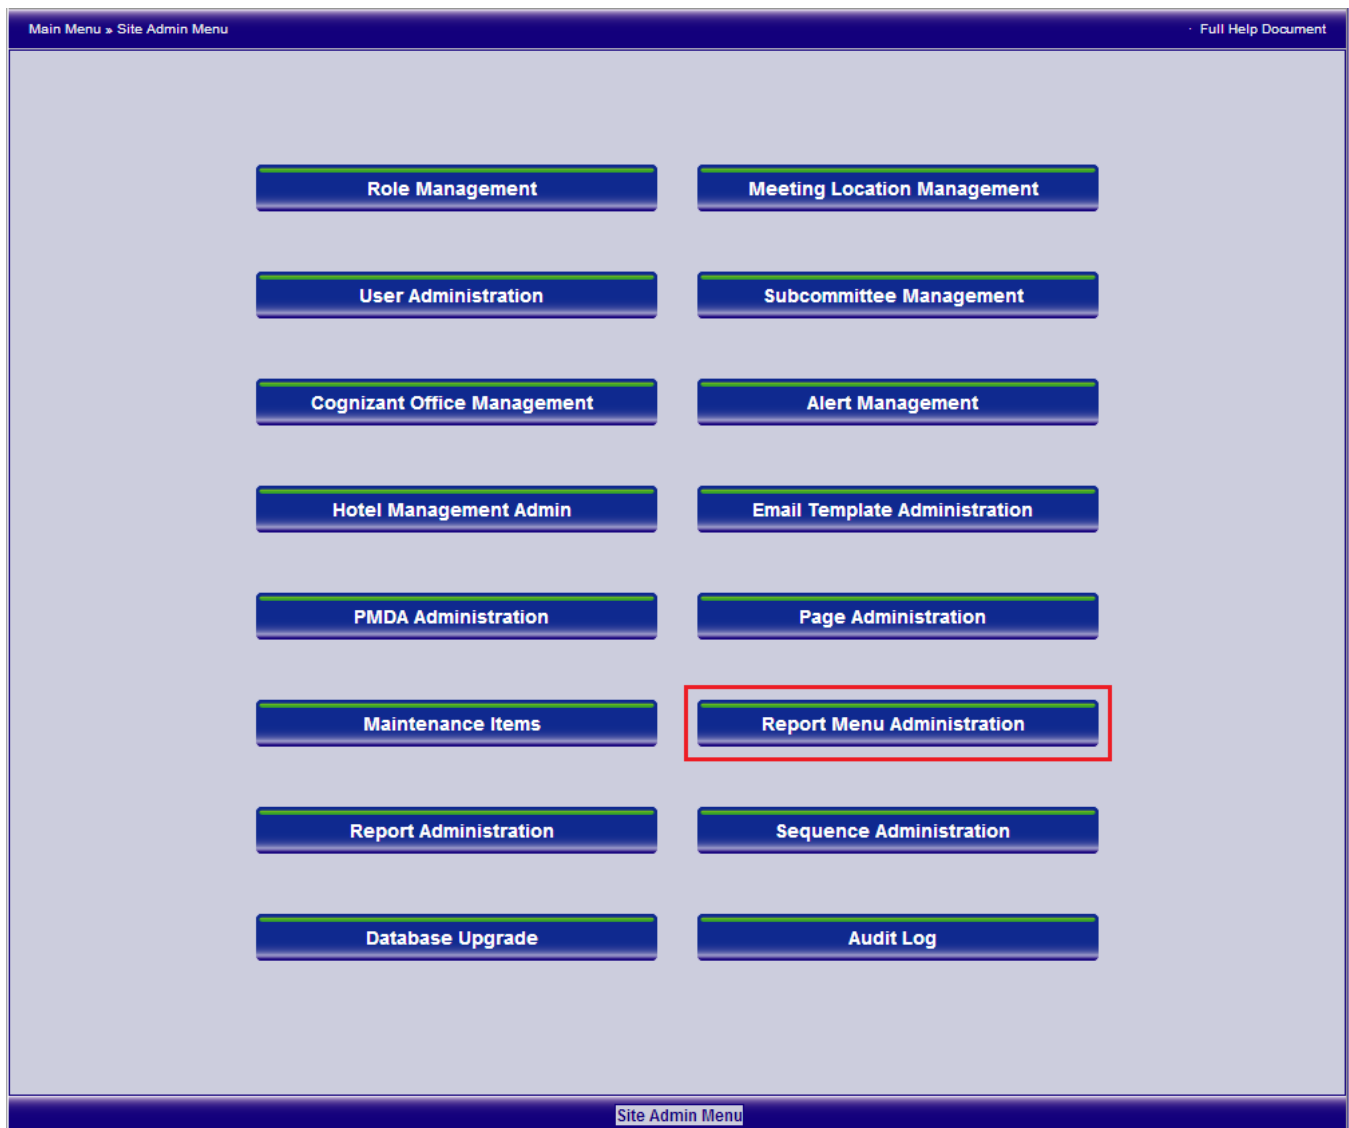 Main Menu » Site Admin Menu
· Full Help Document
Role Management
Meeting Location Management
User Administration
Subcommittee Management
Cognizant Office Management
Alert Management
Hotel Management Admin
Email Template Administration
PMDA Administration
Page Administration
Maintenance Items
Report Menu Administration
Report Administration
Sequence Administration
Database Upgrade
Audit Log
Site Admin Menu